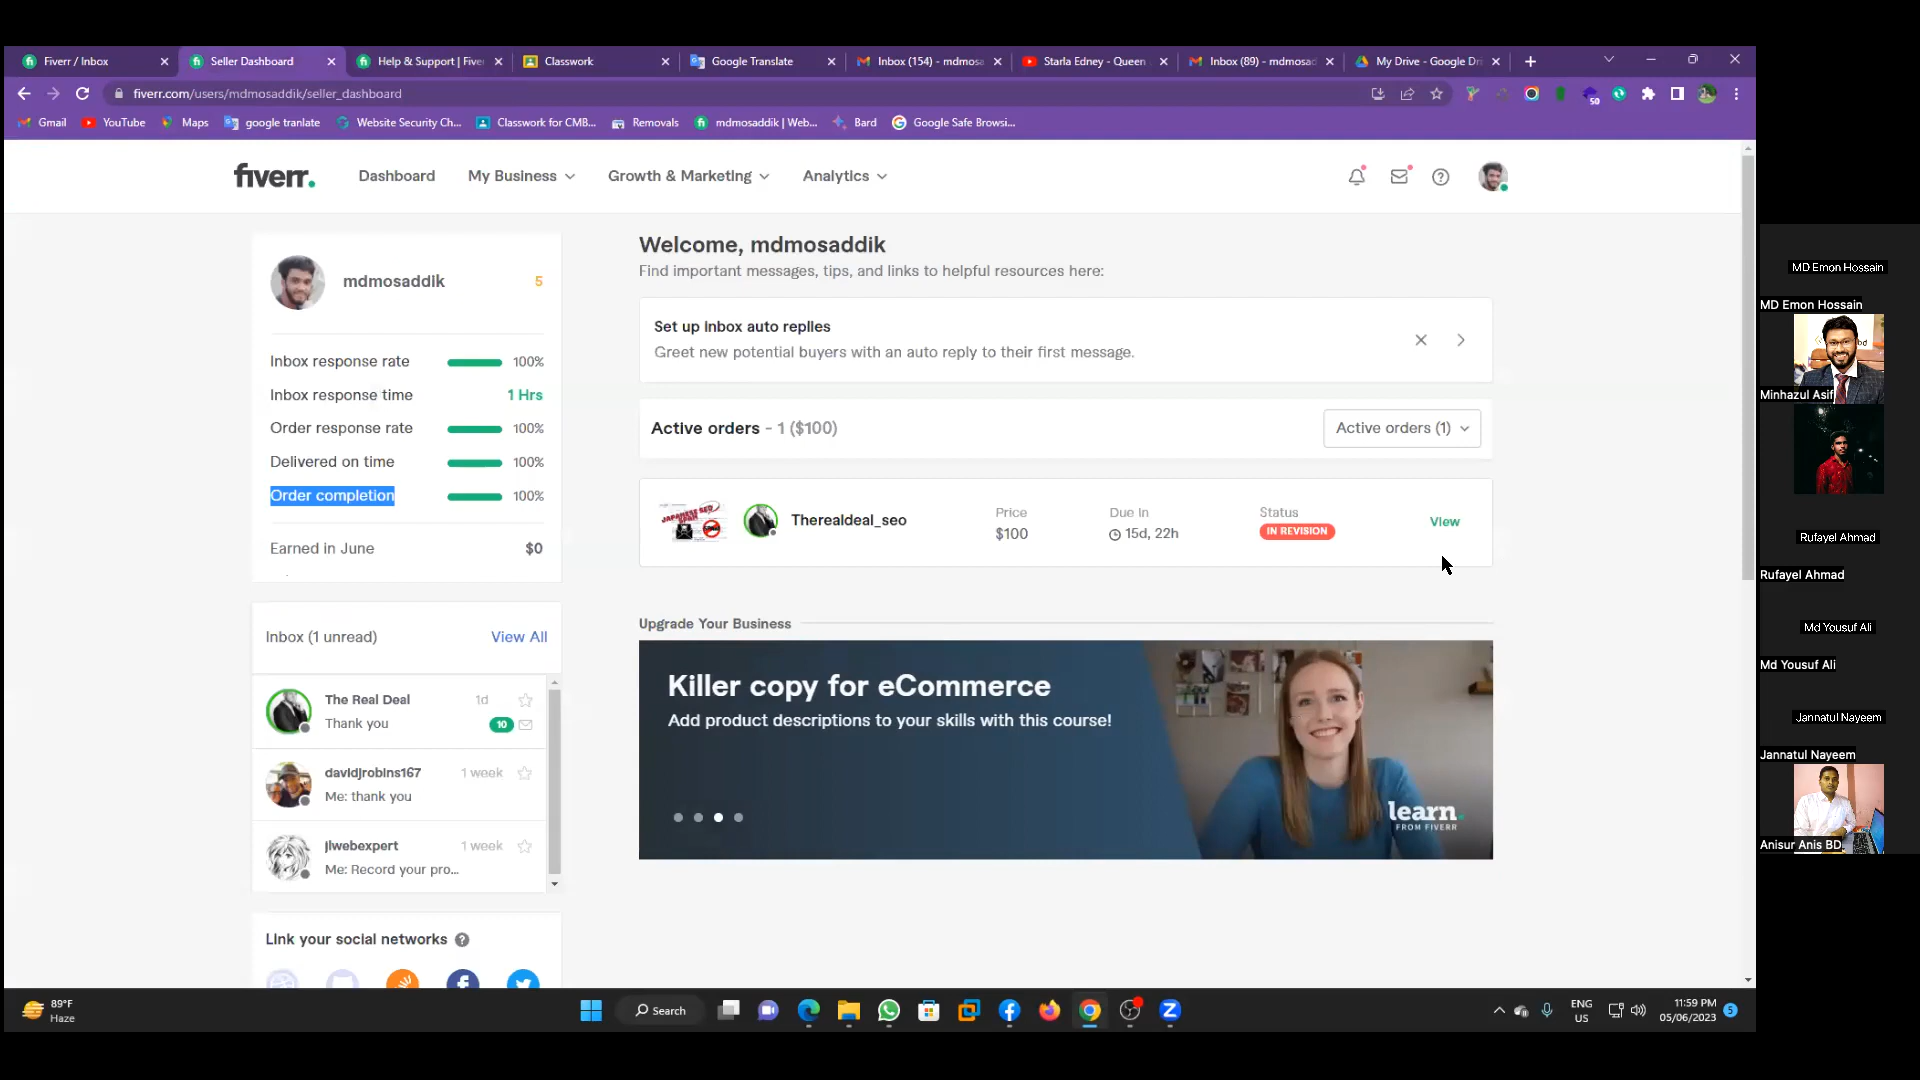 Fiverr / Inbox
Seller Dashboard
Help & Support | Fiver
Classwork
Google Translate
Inbox (154) - mdmosa
Starla Edney - Queen
Inbox (89) - mdmosad
My Drive - Google Dri
fiverr.com/users/mdmosaddik/seller_dashboard
50
Gmail
YouTube
Maps
google tranlate
Website Security Ch...
Classwork for CMB...
Removals
mdmosaddik | Web...
Bard
Google Safe Browsi...
fiverr.
Dashboard
My Business
Growth & Marketing
Analytics
mdmosaddik
5
Inbox response rate 100%
Inbox response time 1 Hrs
Order response rate 100%
Delivered on time 100%
Order completion 100%
Earned in June $0
Inbox (1 unread) View All
The Real Deal 1d
Thank you 10
davidjrobins167 1 week
Me: thank you
jlwebexpert 1 week
Me: Record your pro...
Link your social networks
Welcome, mdmosaddik
Find important messages, tips, and links to helpful resources here:
Set up Inbox auto replies
Greet new potential buyers with an auto reply to their first message.
Active orders - 1 ($100) Active orders (1)
JAPANESE SEO
SPAM
Therealdeal_seo
Price
$100
Due In
15d, 22h
Status
IN REVISION
View
Upgrade Your Business
Killer copy for eCommerce
Add product descriptions to your skills with this course!
learn.
FROM FIVERR
MD Emon Hossain
MD Emon Hossain
Minhazul Asif
Rufayel Ahmad
Rufayel Ahmad
Md Yousuf Ali
Md Yousuf Ali
Jannatul Nayeem
Jannatul Nayeem
Anisur Anis BD
89°F
Haze
Search
ENG
US
11:59 PM
05/06/2023
5